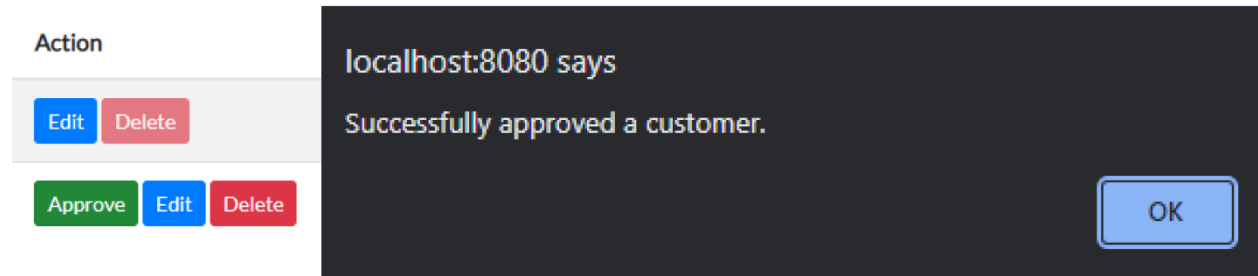 Action
Edit Delete
Approve Edit Delete
localhost:8080 says
Successfully approved a customer.
OK